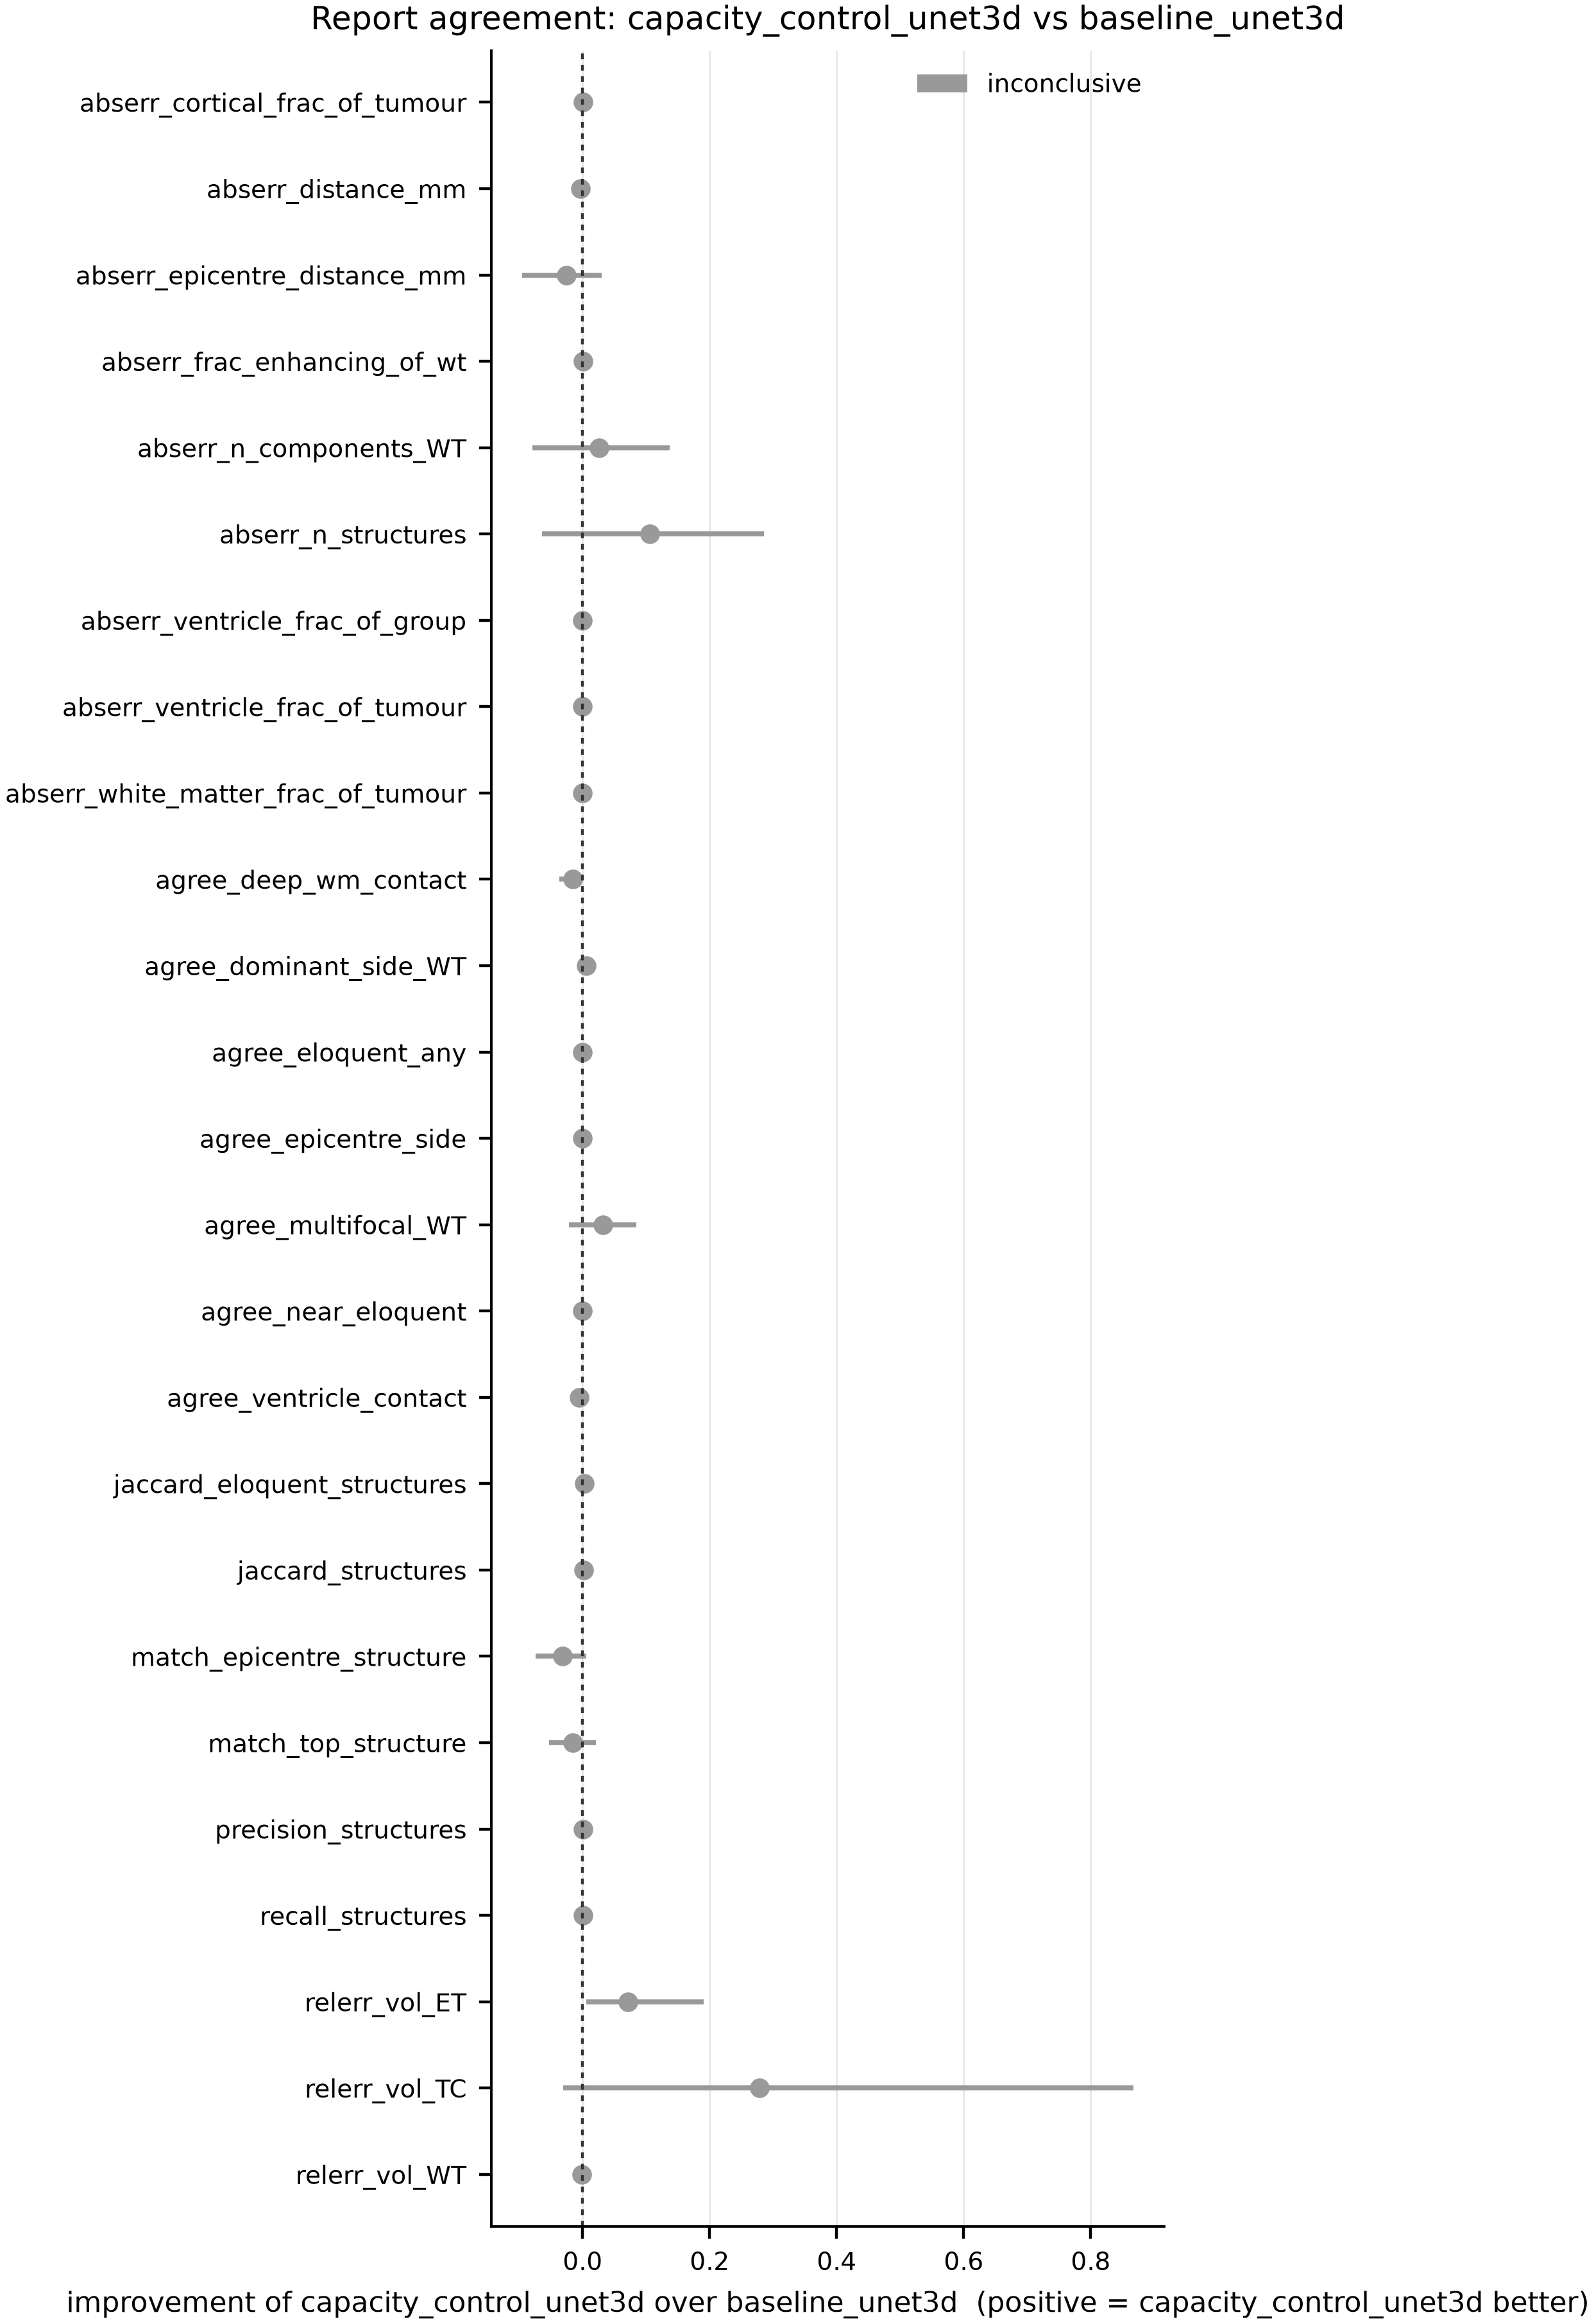 Report agreement: capacity_control_unet3d vs baseline_unet3d
inconclusive
abserr_cortical_frac_of_tumour
abserr_distance_mm
abserr_epicentre_distance_mm
abserr_frac_enhancing_of_wt
abserr_n_components_WT
abserr_n_structures
abserr_ventricle_frac_of_group
abserr_ventricle_frac_of_tumour
abserr_white_matter_frac_of_tumour
agree_deep_wm_contact
agree_dominant_side_WT
agree_eloquent_any
agree_epicentre_side
agree_multifocal_WT
agree_near_eloquent
agree_ventricle_contact
jaccard_eloquent_structures
jaccard_structures
match_epicentre_structure
match_top_structure
precision_structures
recall_structures
relerr_vol_ET
relerr_vol_TC
relerr_vol_WT
0.0 0.2 0.4 0.6 0.8
improvement of capacity_control_unet3d over baseline_unet3d (positive = capacity_control_unet3d better)